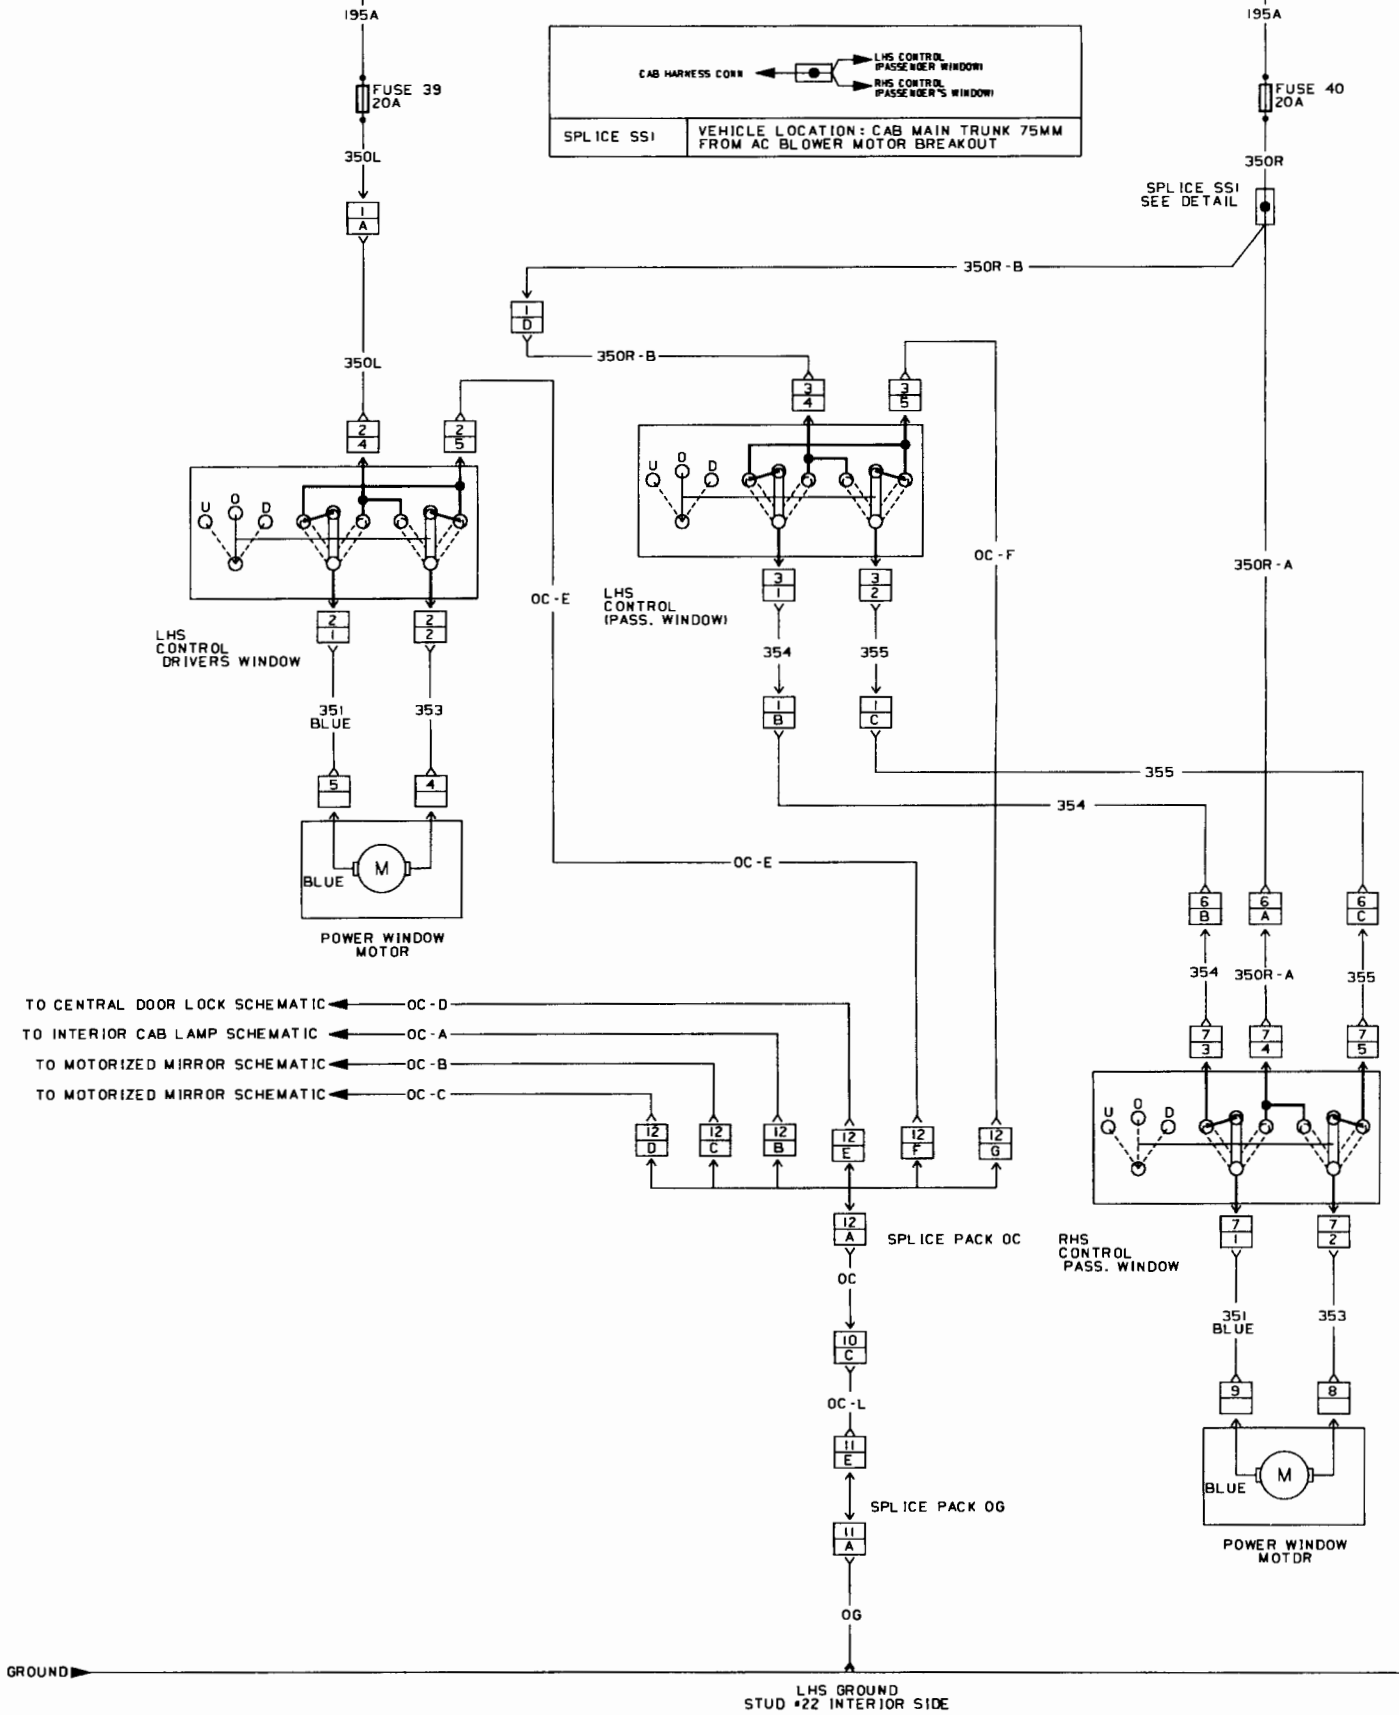 195A
195A
FUSE 39
20A
CAB HARNESS CONN
LHS CONTROL
(PASSENGER WINDOW)
RHS CONTROL
(PASSENGER'S WINDOW)
SPLICE SS1
VEHICLE LOCATION: CAB MAIN TRUNK 75MM
FROM AC BLOWER MOTOR BREAKOUT
FUSE 40
20A
350L
350R
1
A
SPLICE SS1
SEE DETAIL
350R-B
1
D
350L
350R-B
3
4
3
5
2
4
2
5
U O D
U O D
OC-F
350R-A
3
1
3
2
OC-E
LHS
CONTROL
(PASS. WINDOW)
2
1
2
2
LHS
CONTROL
DRIVERS WINDOW
354
355
351
BLUE
353
1
B
1
C
355
5
4
354
M
BLUE
OC-E
6
B
6
A
6
C
POWER WINDOW
MOTOR
354
350R-A
355
TO CENTRAL DOOR LOCK SCHEMATIC
OC-D
TO INTERIOR CAB LAMP SCHEMATIC
OC-A
TO MOTORIZED MIRROR SCHEMATIC
OC-B
TO MOTORIZED MIRROR SCHEMATIC
OC-C
7
3
7
4
7
5
U O D
12
D
12
C
12
B
12
E
12
F
12
G
12
A
SPLICE PACK OC
RHS
CONTROL
PASS. WINDOW
7
1
7
2
OC
10
C
351
BLUE
353
OC-L
9
8
11
E
M
BLUE
SPLICE PACK OG
11
A
POWER WINDOW
MOTOR
OG
GROUND
LHS GROUND
STUD #22 INTERIOR SIDE